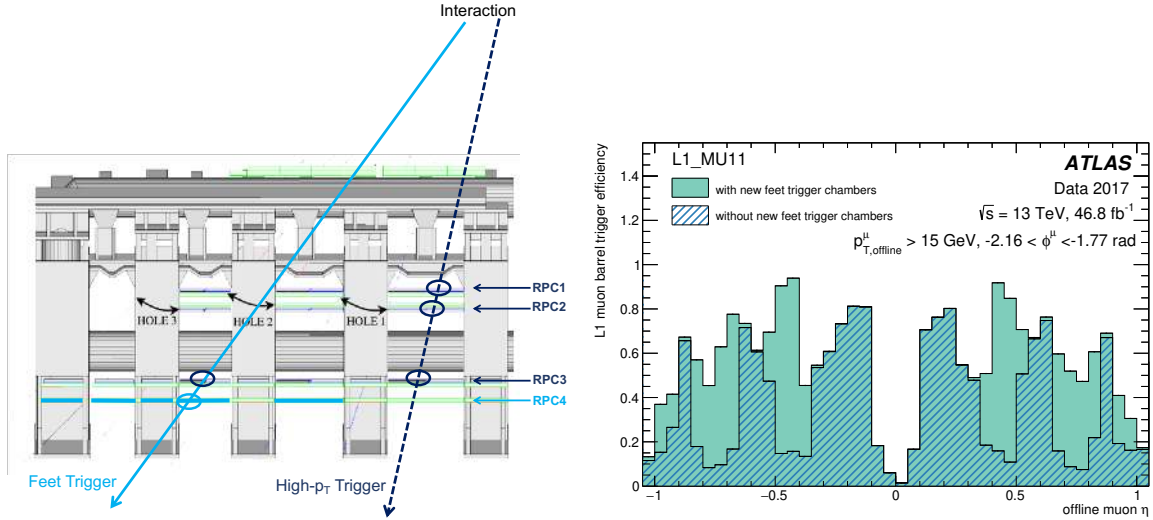 Interaction
HOLE 3
HOLE 2
HOLE 1
RPC1
RPC2
RPC3
RPC4
Feet Trigger
High-pT Trigger
L1_MU11
with new feet trigger chambers
without new feet trigger chambers
ATLAS
Data 2017
√s = 13 TeV, 46.8 fb⁻¹
p^μ_T,offline > 15 GeV, -2.16 < ϕ^μ <-1.77 rad
L1 muon barrel trigger efficiency
1.4
1.2
1
0.8
0.6
0.4
0.2
0
−1 −0.5 0 0.5 1
offline muon η